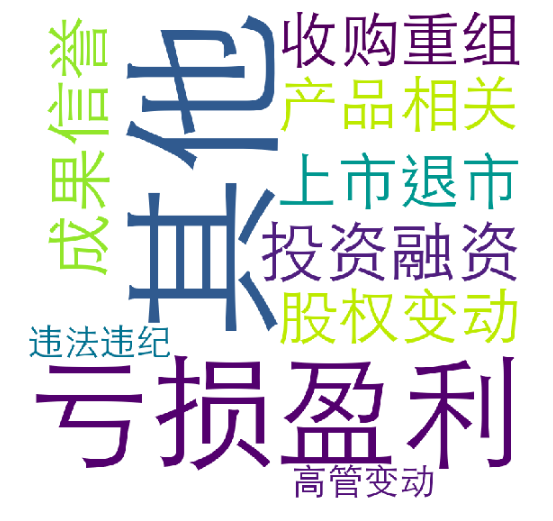 成果信誉
其他
收购重组
产品相关
上市退市
投资融资
股权变动
违法违纪
亏损盈利
高管变动